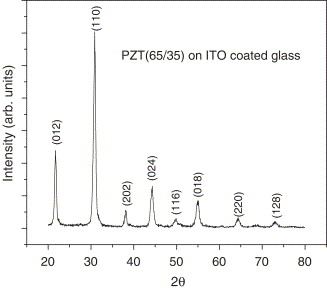 (110)
PZT(65/35) on ITO coated glass
(012)
(024)
(202)
(116)
(018)
(220)
(128)
Intensity (arb. units)
20 30 40 50 60 70 80
2θ